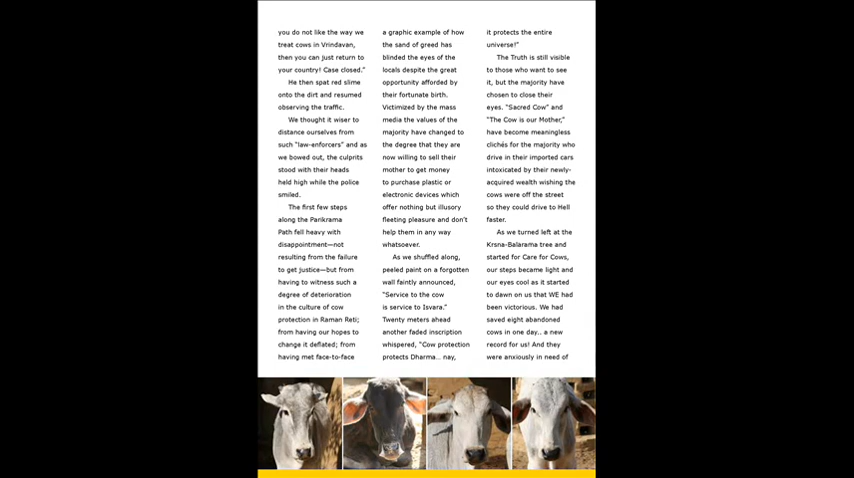 you do not like the way we
treat cows in Vrindavan,
then you can just return to
your country! Case closed."
He then spat red slime
onto the dirt and resumed
observing the traffic.
We thought it wiser to
distance ourselves from
such "law-enforcers" and as
we bowed out, the culprits
stood with their heads
held high while the police
smiled.
The first few steps
along the Parikrama
Path fell heavy with
disappointment—not
resulting from the failure
to get justice—but from
having to witness such a
degree of deterioration
in the culture of cow
protection in Raman Reti;
from having our hopes to
change it deflated; from
having met face-to-face
a graphic example of how
the sand of greed has
blinded the eyes of the
locals despite the great
opportunity afforded by
their fortunate birth.
Victimized by the mass
media the values of the
majority have changed to
the degree that they are
now willing to sell their
mother to get money
to purchase plastic or
electronic devices which
offer nothing but illusory
fleeting pleasure and don't
help them in any way
whatsoever.
As we shuffled along,
peeled paint on a forgotten
wall faintly announced,
"Service to the cow
is service to Isvara."
Twenty meters ahead
another faded inscription
whispered, "Cow protection
protects Dharma... nay,
it protects the entire
universe!"
The Truth is still visible
to those who want to see
it, but the majority have
chosen to close their
eyes. "Sacred Cow" and
"The Cow is our Mother,"
have become meaningless
clichés for the majority who
drive in their imported cars
intoxicated by their newly-
acquired wealth wishing the
cows were off the street
so they could drive to Hell
faster.
As we turned left at the
Krsna-Balarama tree and
started for Care for Cows,
our steps became light and
our eyes cool as it started
to dawn on us that WE had
been victorious. We had
saved eight abandoned
cows in one day.. a new
record for us! And they
were anxiously in need of